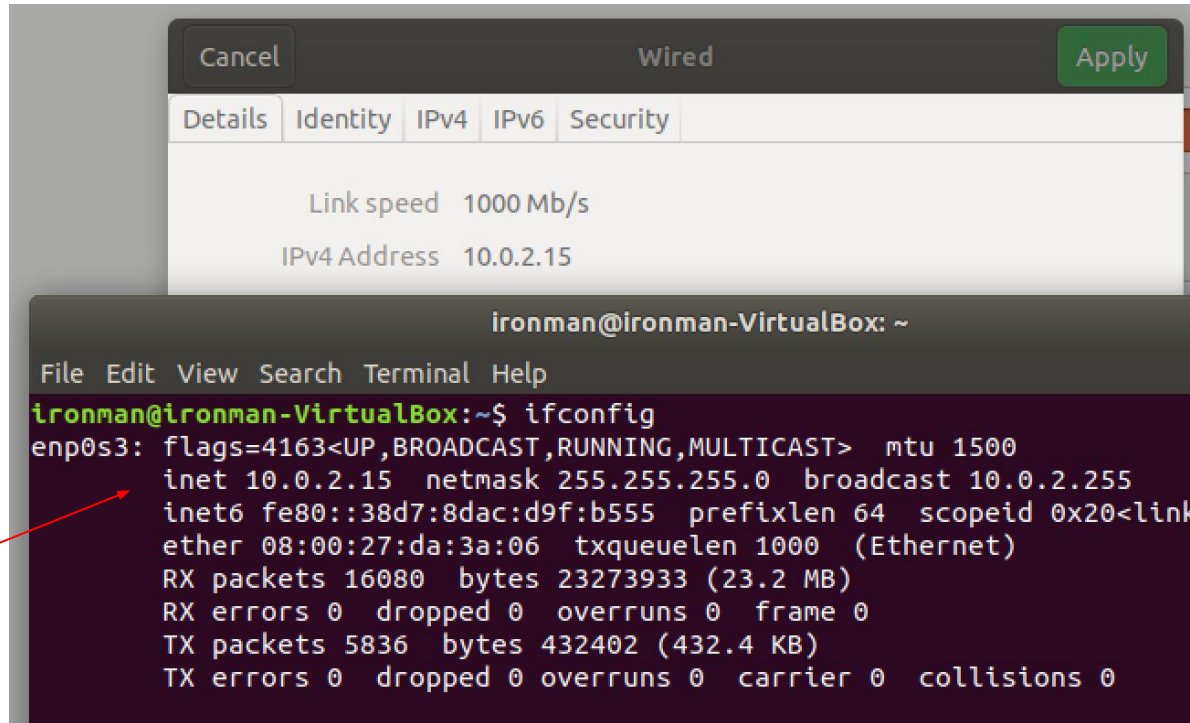 Cancel Wired Apply
Details Identity IPv4 IPv6 Security
Link speed 1000 Mb/s
IPv4 Address 10.0.2.15
ironman@ironman-VirtualBox: ~
File Edit View Search Terminal Help
ironman@ironman-VirtualBox:~$ ifconfig
enp0s3: flags=4163<UP,BROADCAST,RUNNING,MULTICAST> mtu 1500
inet 10.0.2.15 netmask 255.255.255.0 broadcast 10.0.2.255
inet6 fe80::38d7:8dac:d9f:b555 prefixlen 64 scopeid 0x20<link
ether 08:00:27:da:3a:06 txqueuelen 1000 (Ethernet)
RX packets 16080 bytes 23273933 (23.2 MB)
RX errors 0 dropped 0 overruns 0 frame 0
TX packets 5836 bytes 432402 (432.4 KB)
TX errors 0 dropped 0 overruns 0 carrier 0 collisions 0